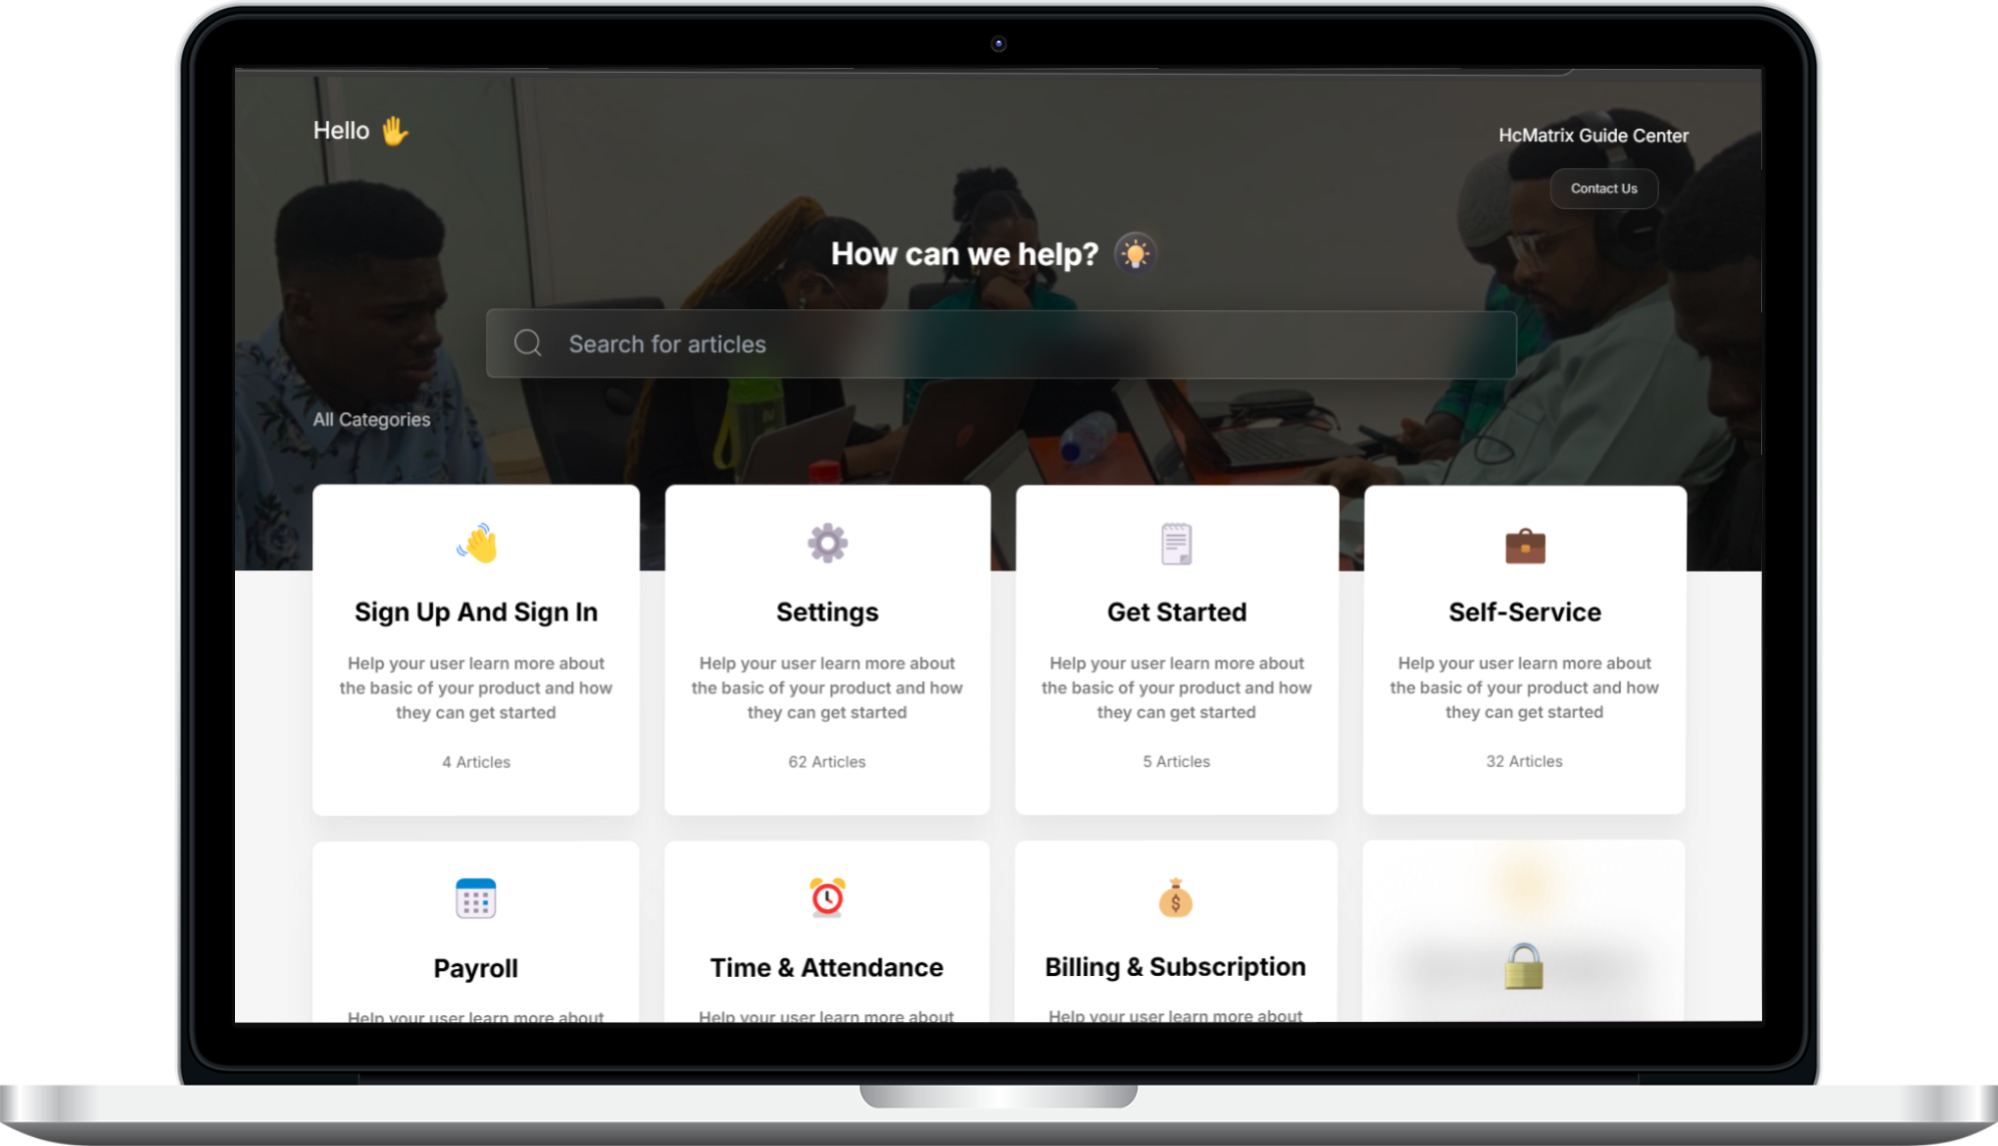 Hello
HcMatrix Guide Center
Contact Us
How can we help?
Search for articles
All Categories
Sign Up And Sign In
Help your user learn more about
the basic of your product and how
they can get started
4 Articles
Settings
Help your user learn more about
the basic of your product and how
they can get started
62 Articles
Get Started
Help your user learn more about
the basic of your product and how
they can get started
5 Articles
Self-Service
Help your user learn more about
the basic of your product and how
they can get started
32 Articles
Payroll
Help your user learn more about
Time & Attendance
Help your user learn more about
Billing & Subscription
Help your user learn more about